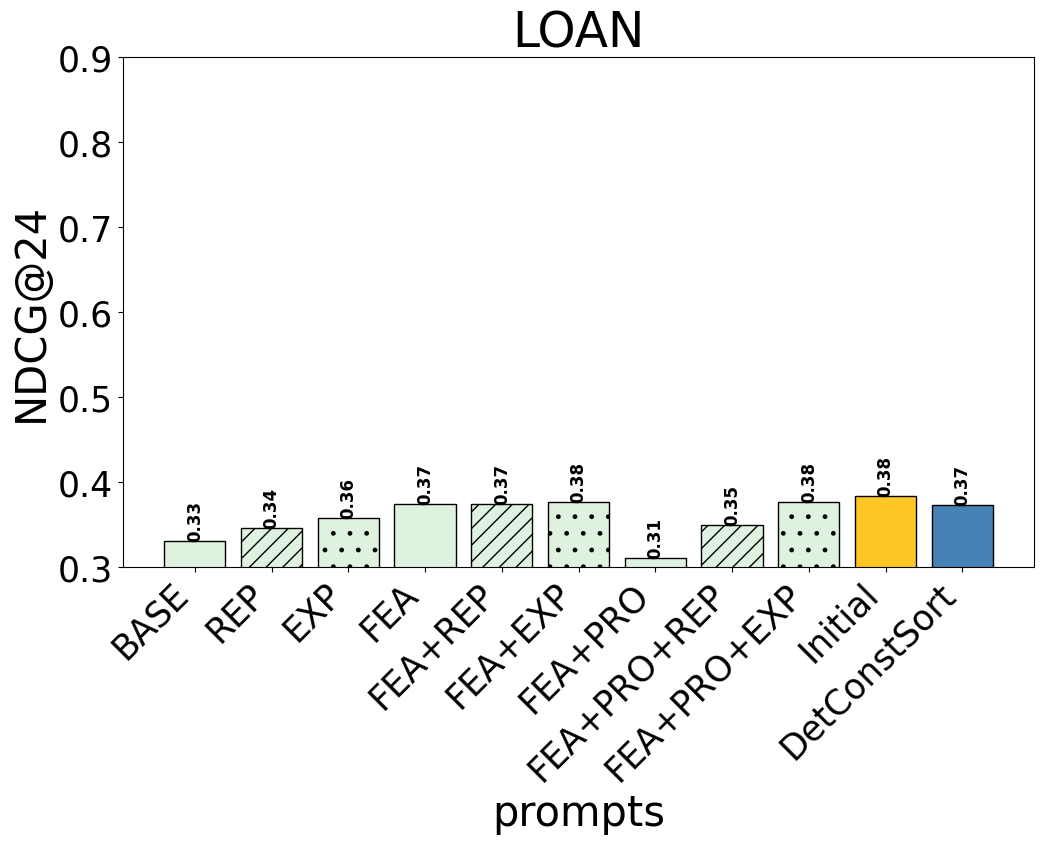 LOAN
NDCG@24
0.9
0.8
0.7
0.6
0.5
0.4
0.3
0.33
0.34
0.36
0.37
0.37
0.38
0.31
0.35
0.38
0.38
0.37
BASE
REP
EXP
FEA
FEA+REP
FEA+EXP
FEA+PRO
FEA+PRO+REP
FEA+PRO+EXP
Initial
DetConstSort
prompts